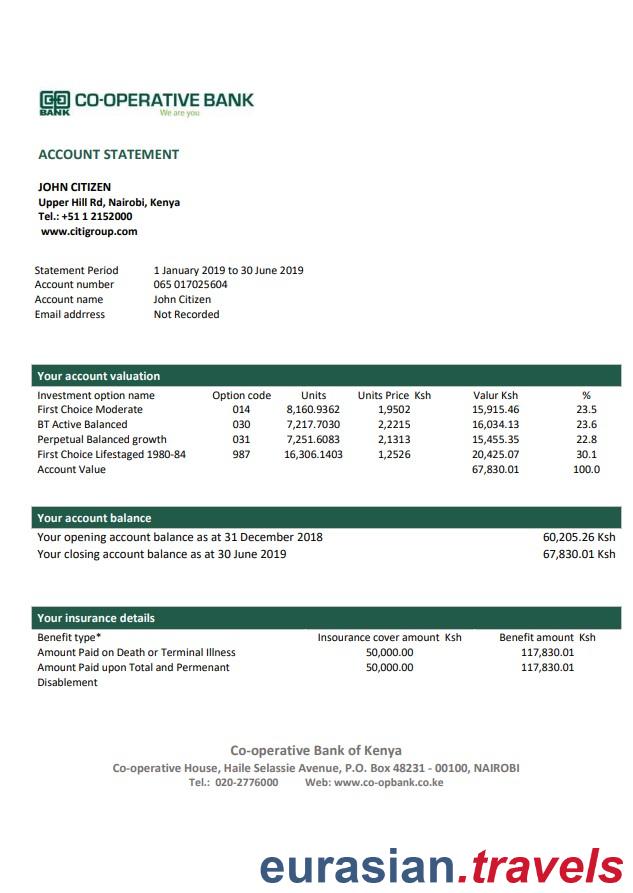 CO-OPERATIVE BANK
BANK
We are you
ACCOUNT STATEMENT
JOHN CITIZEN
Upper Hill Rd, Nairobi, Kenya
Tel.: +51 1 2152000
www.citigroup.com
Statement Period 1 January 2019 to 30 June 2019
Account number 065 017025604
Account name John Citizen
Email addrress Not Recorded
Your account valuation
Investment option name Option code Units Units Price Ksh Valur Ksh %
First Choice Moderate 014 8,160.9362 1,9502 15,915.46 23.5
BT Active Balanced 030 7,217.7030 2,2215 16,034.13 23.6
Perpetual Balanced growth 031 7,251.6083 2,1313 15,455.35 22.8
First Choice Lifestaged 1980-84 987 16,306.1403 1,2526 20,425.07 30.1
Account Value 67,830.01 100.0
Your account balance
Your opening account balance as at 31 December 2018 60,205.26 Ksh
Your closing account balance as at 30 June 2019 67,830.01 Ksh
Your insurance details
Benefit type* Insourance cover amount Ksh Benefit amount Ksh
Amount Paid on Death or Terminal Illness 50,000.00 117,830.01
Amount Paid upon Total and Permenant 50,000.00 117,830.01
Disablement
Co-operative Bank of Kenya
Co-operative House, Haile Selassie Avenue, P.O. Box 48231 - 00100, NAIROBI
Tel.: 020-2776000 Web: www.co-opbank.co.ke
eurasian.travels